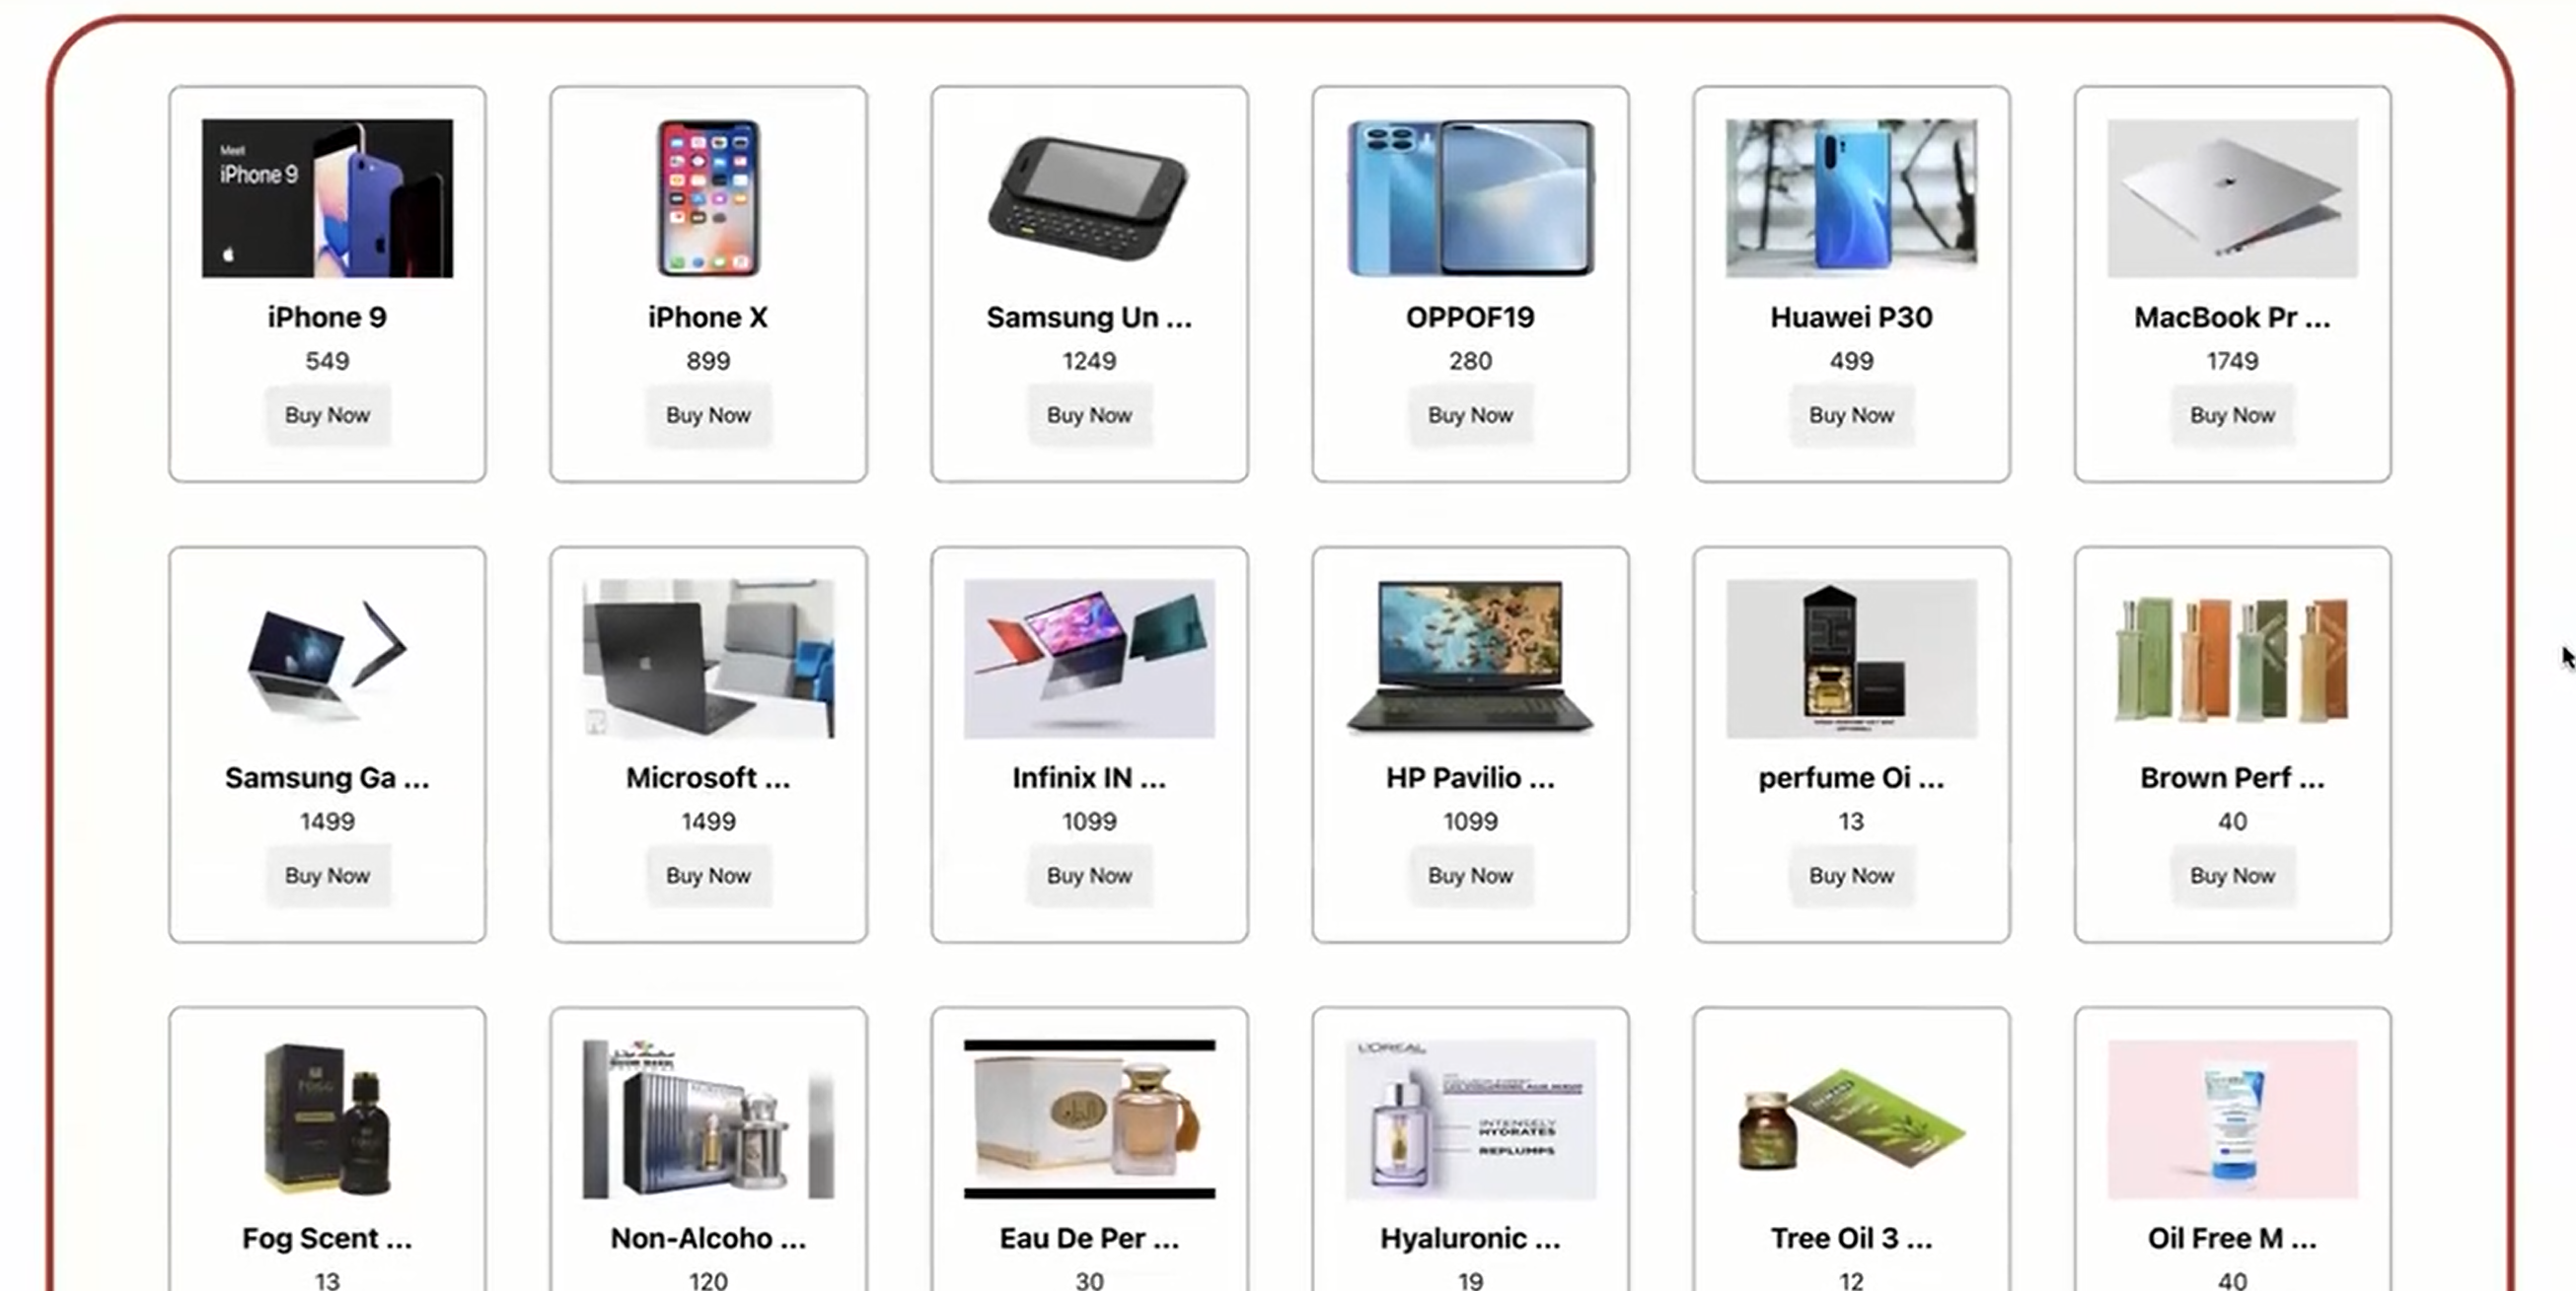 Meet
iPhone 9
iPhone 9
549
Buy Now
iPhone X
899
Buy Now
Samsung Un ...
1249
Buy Now
OPPOF19
280
Buy Now
Huawei P30
499
Buy Now
MacBook Pr ...
1749
Buy Now
Samsung Ga ...
1499
Buy Now
Microsoft ...
1499
Buy Now
Infinix IN ...
1099
Buy Now
HP Pavilio ...
1099
Buy Now
perfume Oi ...
13
Buy Now
Brown Perf ...
40
Buy Now
FOGG
Fog Scent ...
13
Non-Alcoho ...
120
Eau De Per ...
30
L'OREAL
INTENSELY
HYDRATES
REPLUMPS
Hyaluronic ...
19
Tree Oil 3 ...
12
Oil Free M ...
40